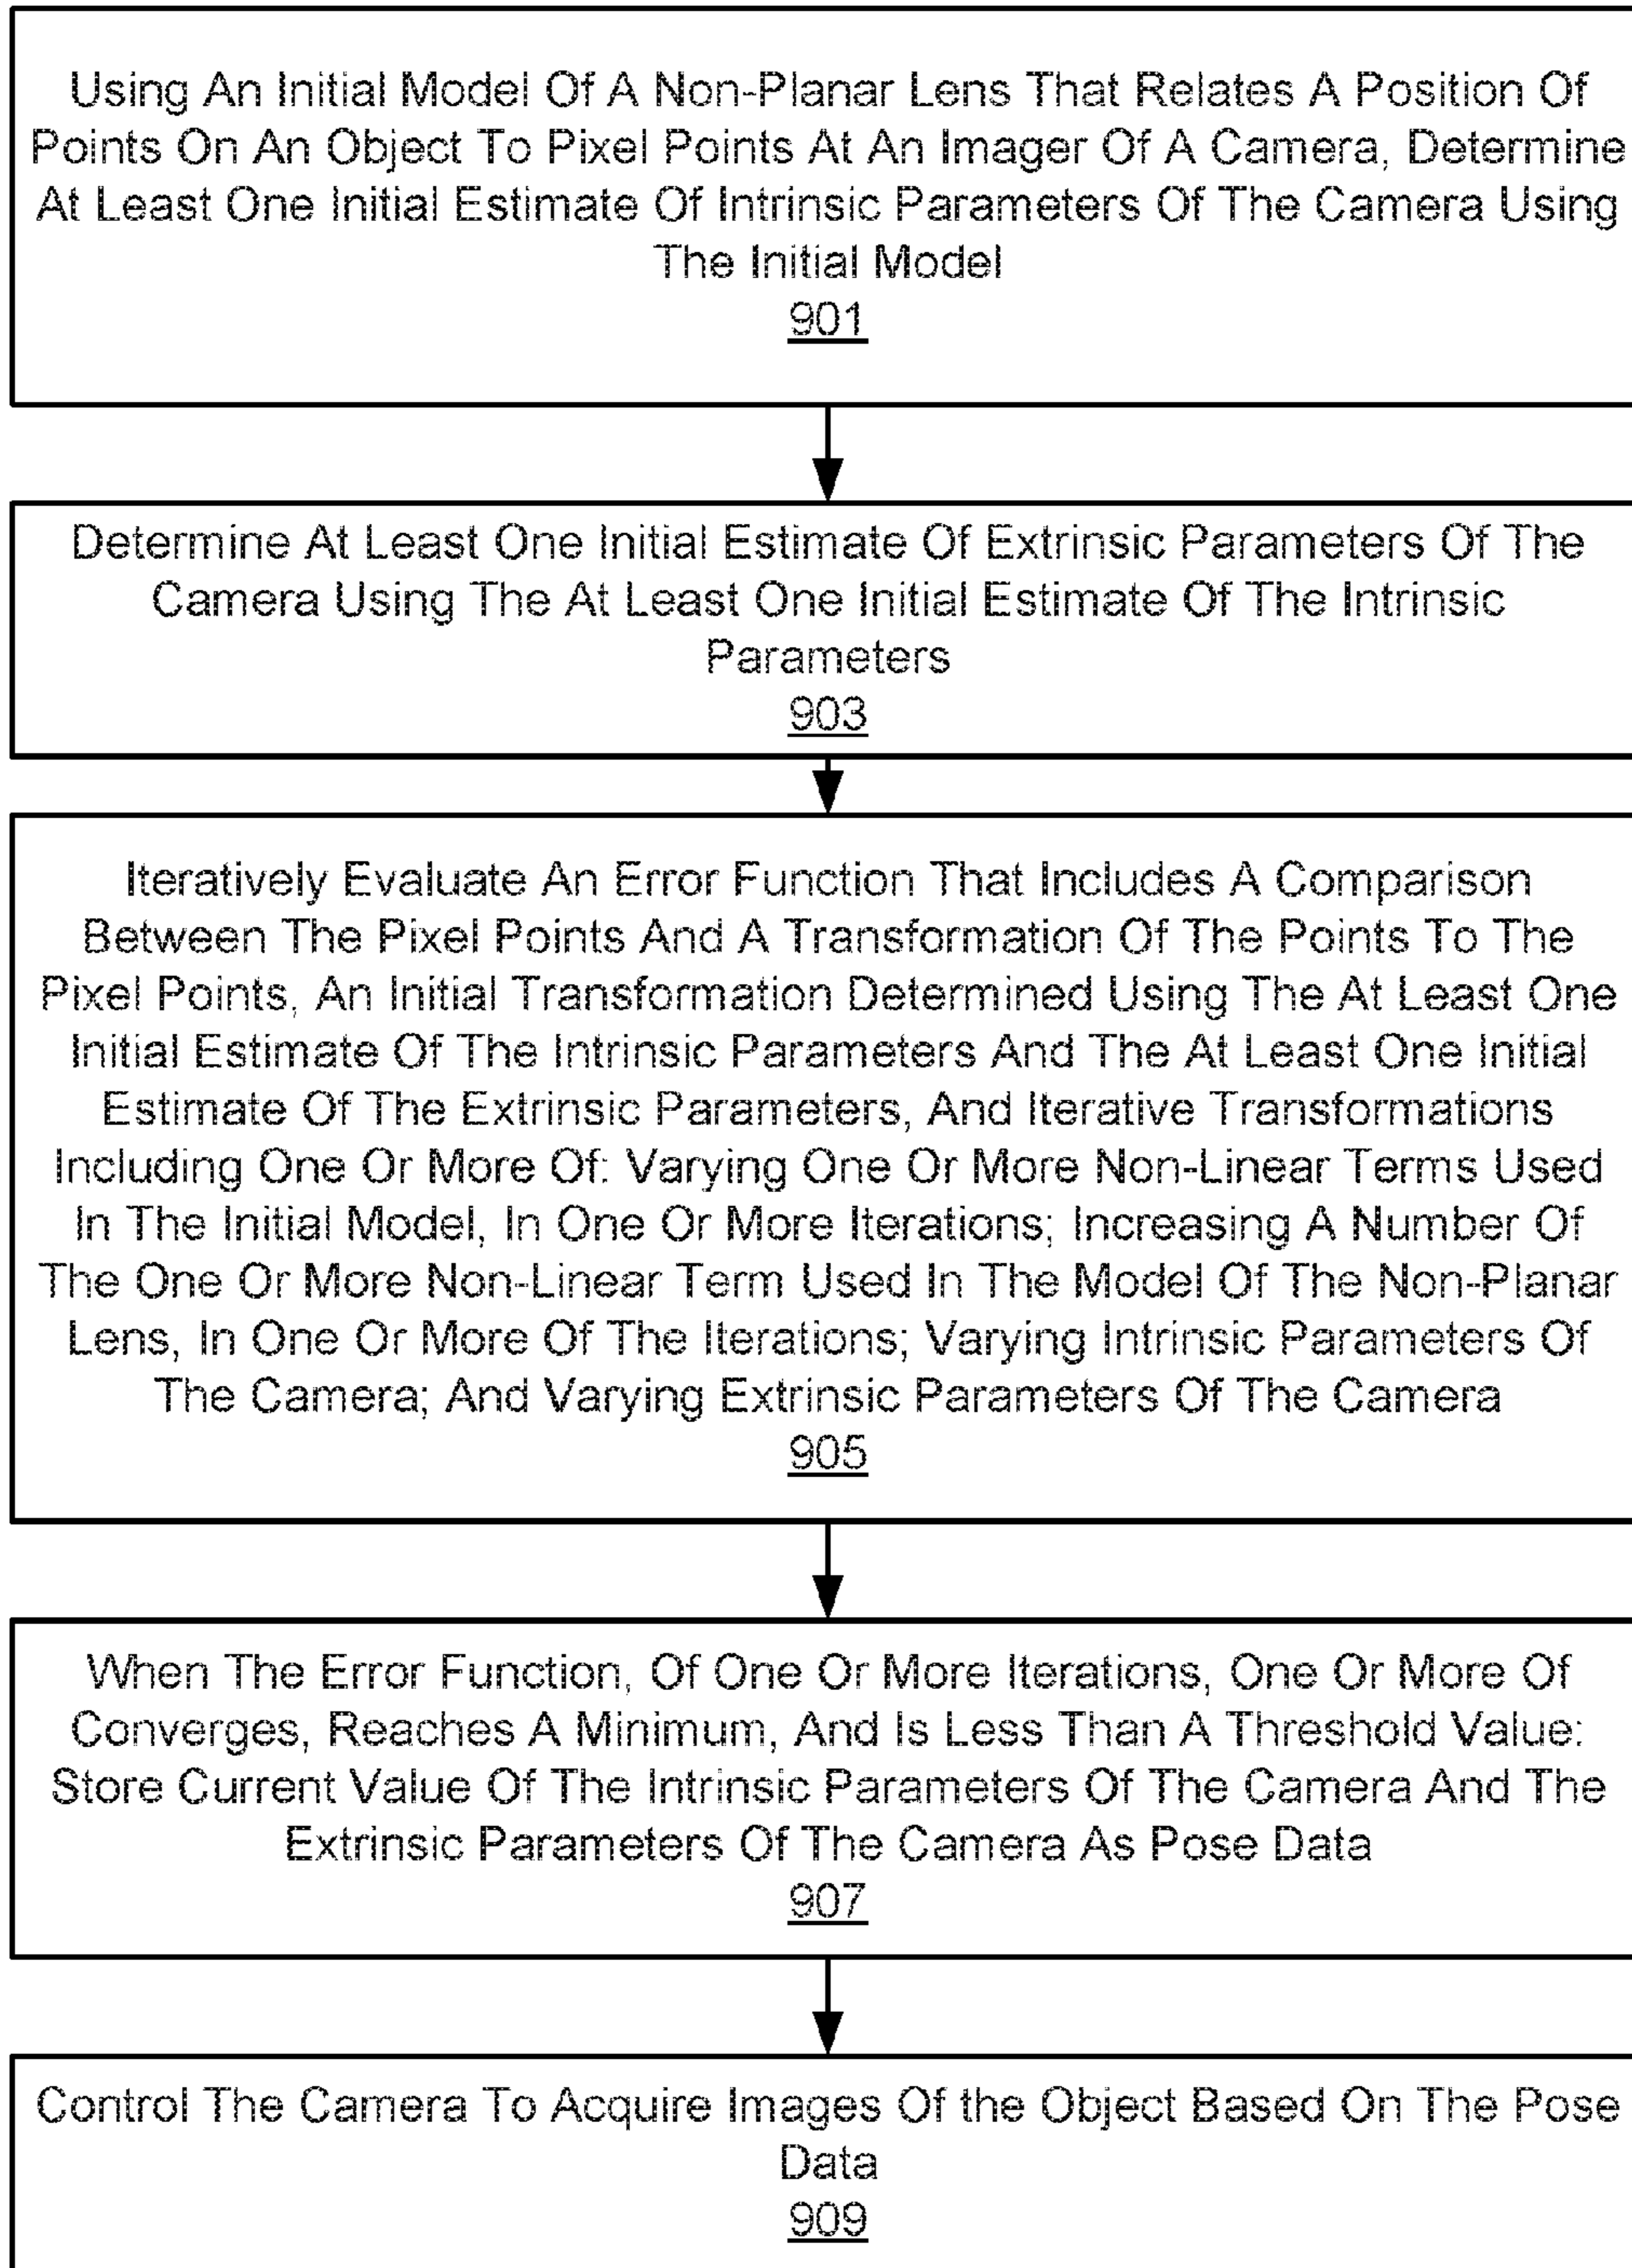 Using An Initial Model Of A Non-Planar Lens That Relates A Position Of
Points On An Object To Pixel Points At An Imager Of A Camera, Determine
At Least One Initial Estimate Of Intrinsic Parameters Of The Camera Using
The Initial Model
901
Determine At Least One Initial Estimate Of Extrinsic Parameters Of The
Camera Using The At Least One Initial Estimate Of The Intrinsic
Parameters
903
Iteratively Evaluate An Error Function That Includes A Comparison
Between The Pixel Points And A Transformation Of The Points To The
Pixel Points, An Initial Transformation Determined Using The At Least One
Initial Estimate Of The Intrinsic Parameters And The At Least One Initial
Estimate Of The Extrinsic Parameters, And Iterative Transformations
Including One Or More Of: Varying One Or More Non-Linear Terms Used
In The Initial Model, In One Or More Iterations; Increasing A Number Of
The One Or More Non-Linear Term Used In The Model Of The Non-Planar
Lens, In One Or More Of The Iterations; Varying Intrinsic Parameters Of
The Camera; And Varying Extrinsic Parameters Of The Camera
905
When The Error Function, Of One Or More Iterations, One Or More Of
Converges, Reaches A Minimum, And Is Less Than A Threshold Value:
Store Current Value Of The Intrinsic Parameters Of The Camera And The
Extrinsic Parameters Of The Camera As Pose Data
907
Control The Camera To Acquire Images Of the Object Based On The Pose
Data
909